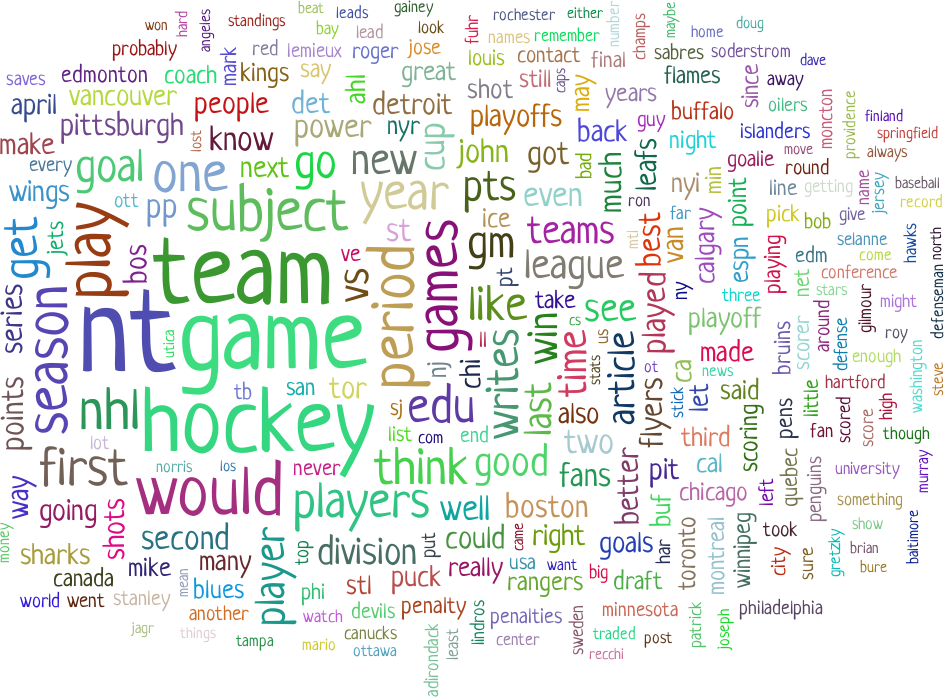 beat leads gainey
won hard angeles standings bay lead look fuhr rochester either number champs maybe doug
names remember home
probably mark red lemieux roger jose louis contact final sabres soderstrom dave
saves edmonton coach kings say ahl great shot still caps may years flames since away
april vancouver people det detroit playoffs guy buffalo oilers moncton providence finland
make pittsburgh lost know power nyr cup back night islanders springfield
every goal one next go new john got bad much leafs nyi min goalie move round always
wings ott pp subject year pts even ron far point line getting name jersey baseball
jets play bos st ice teams mtl best van calgary pick bob give record
get team ve vs period games gm league played espn playing edm selanne hawks north
series season pt like take see ny three net conference come defenseman
nt game utica ll cs us playoff stars gilmour might
win time article bruins scorer around defense roy
nj chi writes stats ot made ca news enough washington steve
points nhl hockey tb san tor sj edu last also flyers stick let said little hartford
lot list com end two third scoring pens fan scored score high though
way first norris los never think good fans better pit cal left quebec penguins university murray
would players well boston buf chicago something
going shots second top division put could came right goals har toronto montreal winnipeg took city sure show gretzky baltimore
money sharks mike many player really usa want brian
canada mean blues phi stl puck rangers big draft bure
world went stanley another watch devils penalty lindros penalties sweden minnesota patrick joseph philadelphia
jagr things tampa mario canucks ottawa adirondack least center recchi traded post